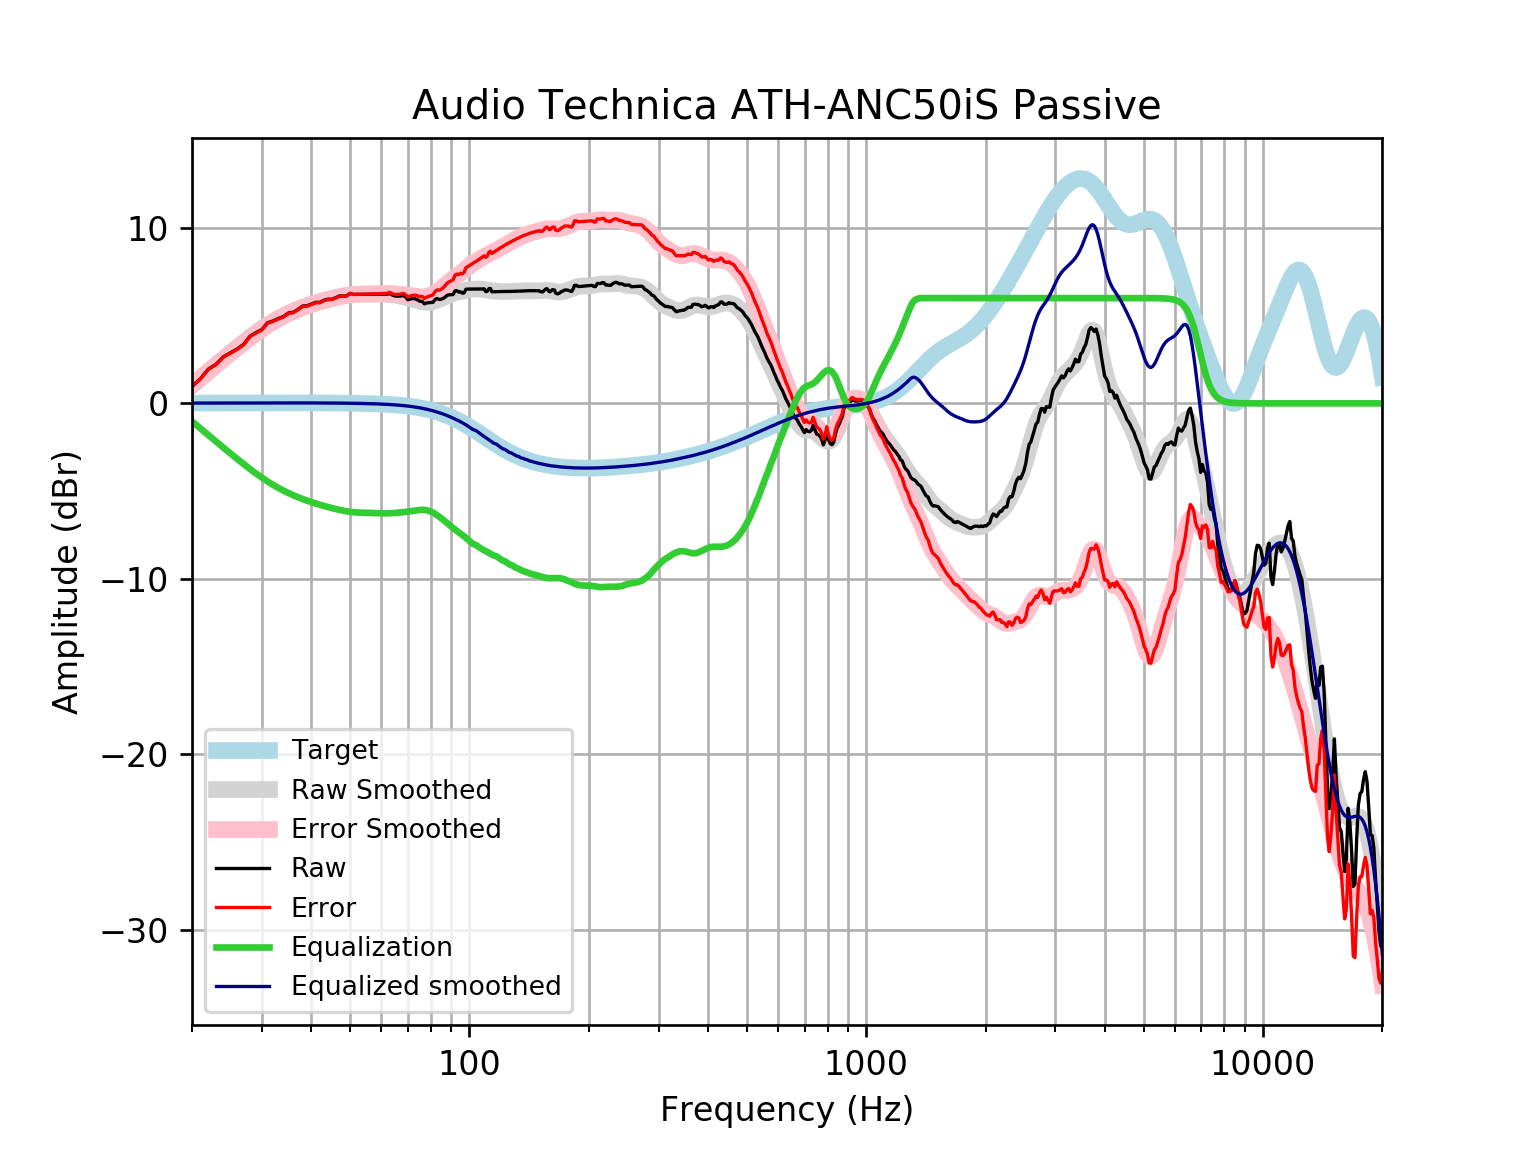 Audio Technica ATH-ANC50iS Passive
Amplitude (dBr)
10
0
−10
−20
−30
Target
Raw Smoothed
Error Smoothed
Raw
Error
Equalization
Equalized smoothed
100
1000
10000
Frequency (Hz)